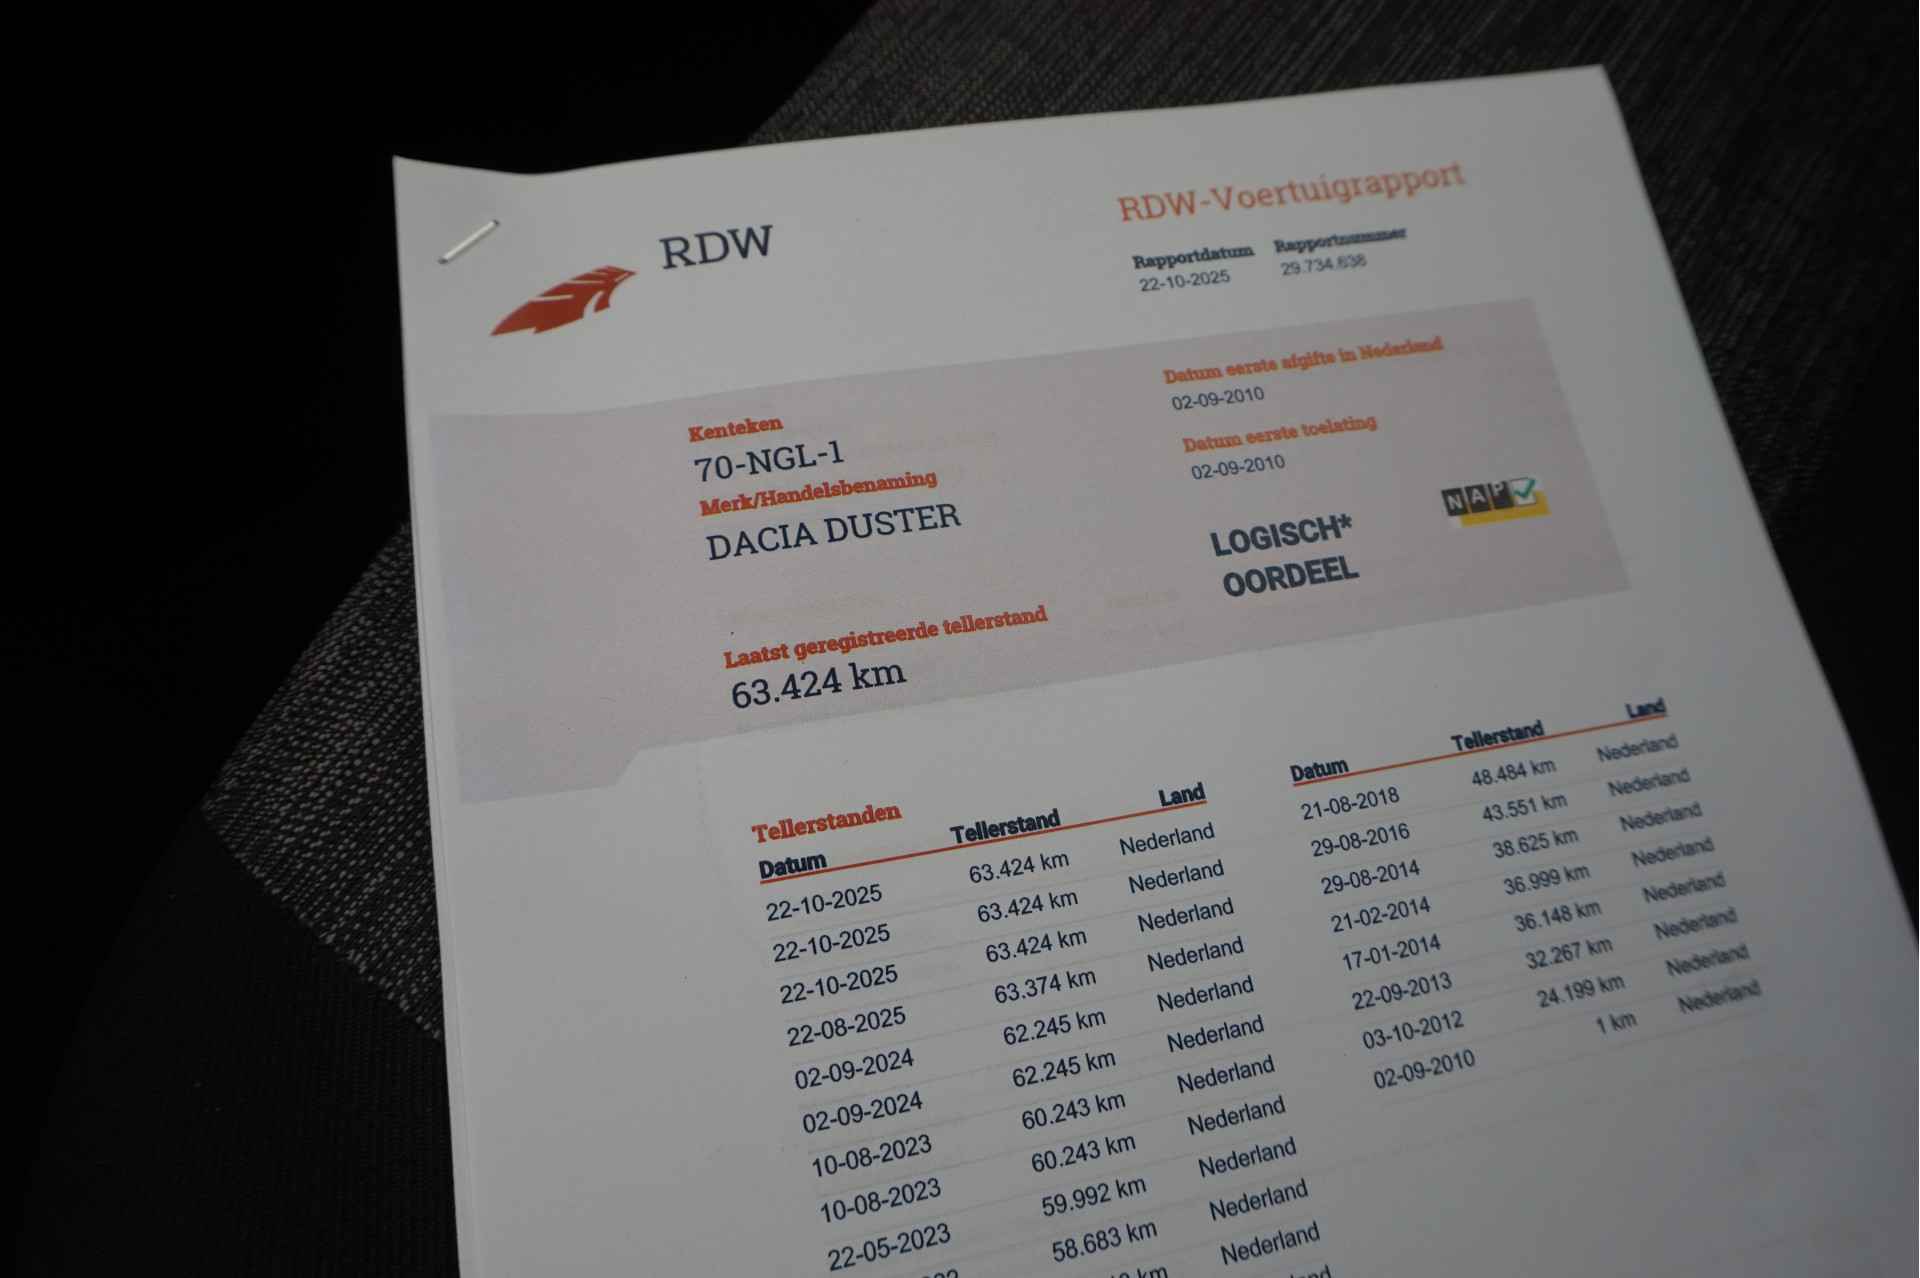 RDW
RDW-Voertuigrapport
Rapportdatum Rapportnummer
22-10-2025 29.734.638
Kenteken
70-NGL-1
Merk/Handelsbenaming
DACIA DUSTER
Laatst geregistreerde tellerstand
63.424 km
Datum eerste afgifte in Nederland
02-09-2010
Datum eerste toelating
02-09-2010
LOGISCH*
OORDEEL
NAP
Tellerstanden
Datum Tellerstand Land
22-10-2025 63.424 km Nederland
22-10-2025 63.424 km Nederland
22-10-2025 63.424 km Nederland
22-08-2025 63.374 km Nederland
02-09-2024 62.245 km Nederland
02-09-2024 62.245 km Nederland
10-08-2023 60.243 km Nederland
10-08-2023 60.243 km Nederland
22-05-2023 59.992 km Nederland
58.683 km Nederland
km Nederland
Datum Tellerstand Land
21-08-2018 48.484 km Nederland
29-08-2016 43.551 km Nederland
29-08-2014 38.625 km Nederland
21-02-2014 36.999 km Nederland
17-01-2014 36.148 km Nederland
22-09-2013 32.267 km Nederland
03-10-2012 24.199 km Nederland
02-09-2010 1 km Nederland